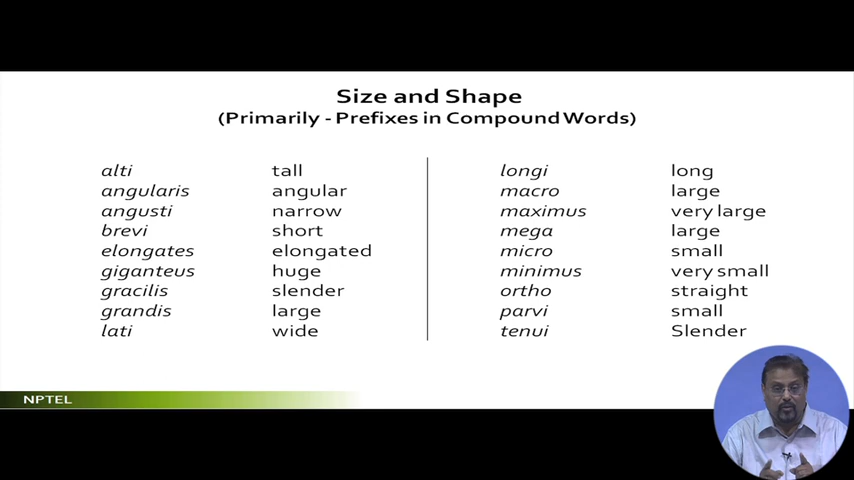 Size and Shape
(Primarily - Prefixes in Compound Words)
alti tall
angularis angular
angusti narrow
brevi short
elongates elongated
giganteus huge
gracilis slender
grandis large
lati wide
longi long
macro large
maximus very large
mega large
micro small
minimus very small
ortho straight
parvi small
tenui Slender
NPTEL